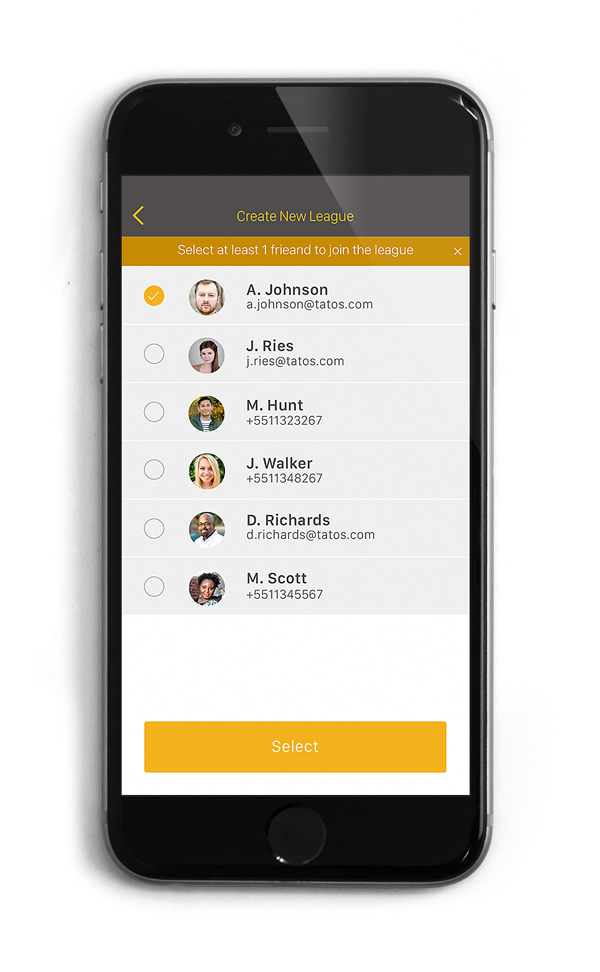 Create New League
Select at least 1 frieand to join the league
A. Johnson
a.johnson@tatos.com
J. Ries
j.ries@tatos.com
M. Hunt
+5511323267
J. Walker
+5511348267
D. Richards
d.richards@tatos.com
M. Scott
+5511345567
Select